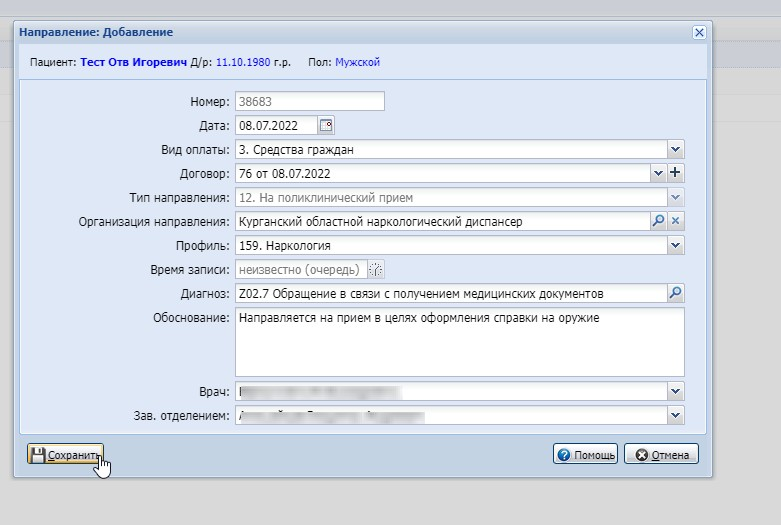 Направление: Добавление
Пациент: Тест Отв Игоревич Д/р: 11.10.1980 г.р. Пол: Мужской
Номер: 38683
Дата: 08.07.2022
Вид оплаты: 3. Средства граждан
Договор: 76 от 08.07.2022
Тип направления: 12. На поликлинический прием
Организация направления: Курганский областной наркологический диспансер
Профиль: 159. Наркология
Время записи: неизвестно (очередь)
Диагноз: Z02.7 Обращение в связи с получением медицинских документов
Обоснование: Направляется на прием в целях оформления справки на оружие
Врач:
Зав. отделением:
Сохранить Помощь Отмена